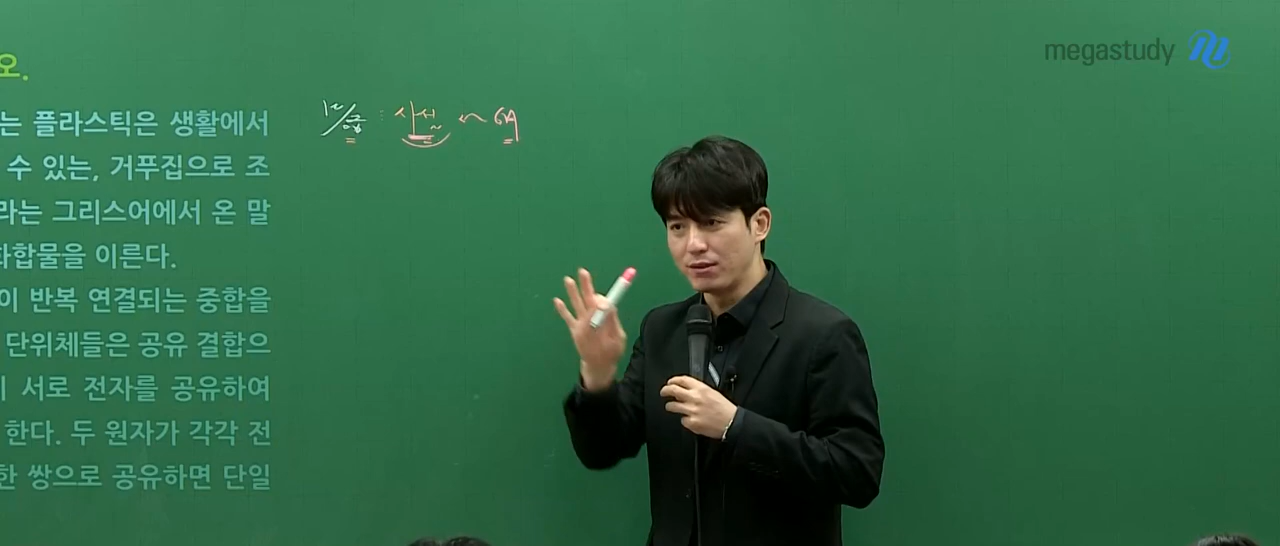 megastudy
오.
는 플라스틱은 생활에서
수 있는, 거푸집으로 조
라는 그리스어에서 온 말
화합물을 이른다.
이 반복 연결되는 중합을
단위체들은 공유 결합으
서로 전자를 공유하여
한다. 두 원자가 각각 전
한 쌍으로 공유하면 단일